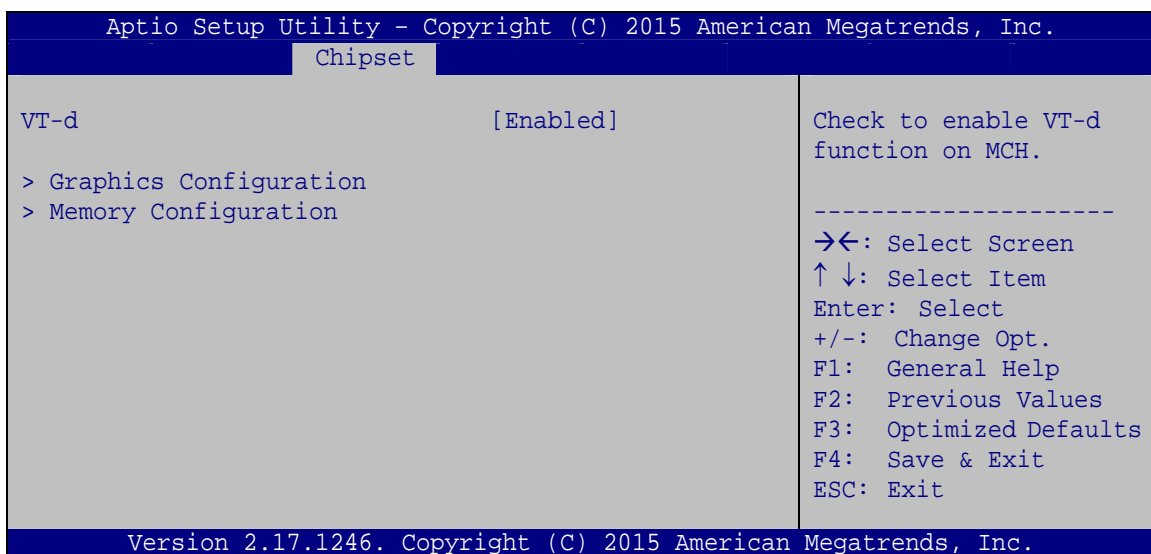 Aptio Setup Utility – Copyright (C) 2015 American Megatrends, Inc.
Chipset
VT-d [Enabled]
> Graphics Configuration
> Memory Configuration
Check to enable VT-d
function on MCH.
---------------------
→←: Select Screen
↑ ↓: Select Item
Enter: Select
+/-: Change Opt.
F1: General Help
F2: Previous Values
F3: Optimized Defaults
F4: Save & Exit
ESC: Exit
Version 2.17.1246. Copyright (C) 2015 American Megatrends, Inc.